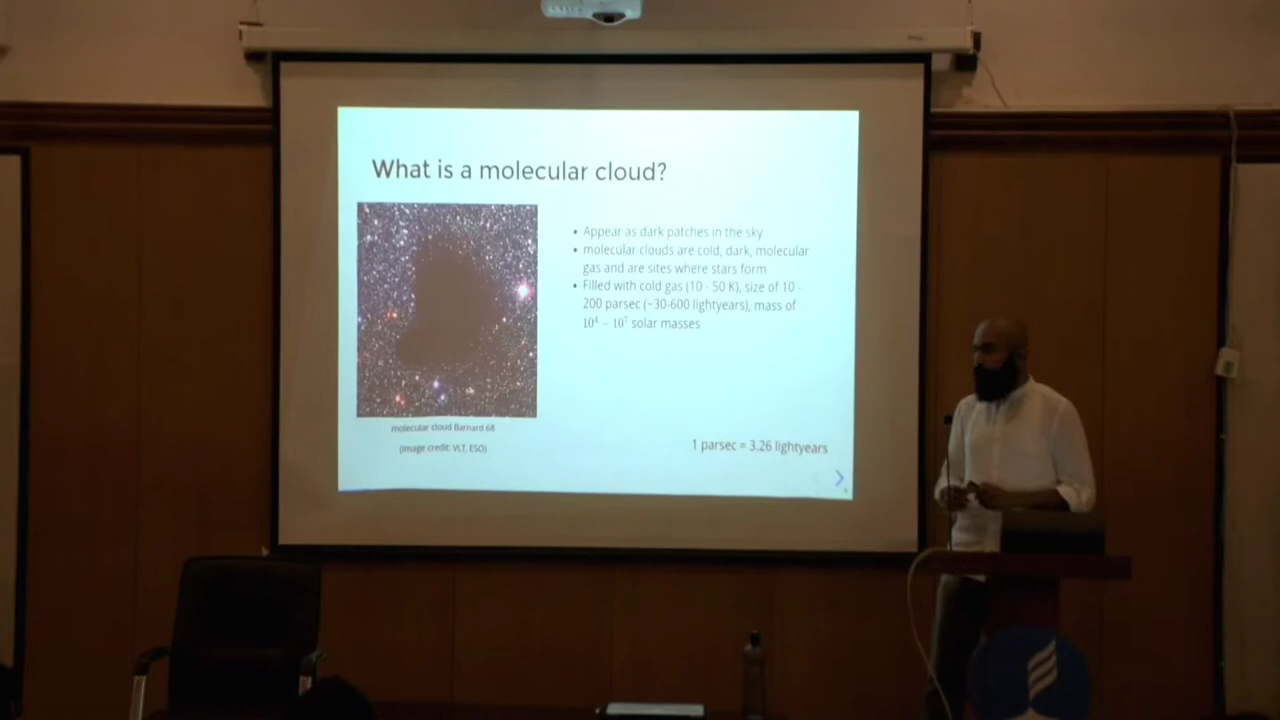 What is a molecular cloud?
• Appear as dark patches in the sky
• molecular clouds are cold, dark, molecular
gas and are sites where stars form
• Filled with cold gas (10 - 50 K), size of 10 -
200 parsec (~30-600 lightyears), mass of
10⁴ – 10⁷ solar masses
molecular cloud Barnard 68
(image credit: VLT, ESO)
1 parsec = 3.26 lightyears